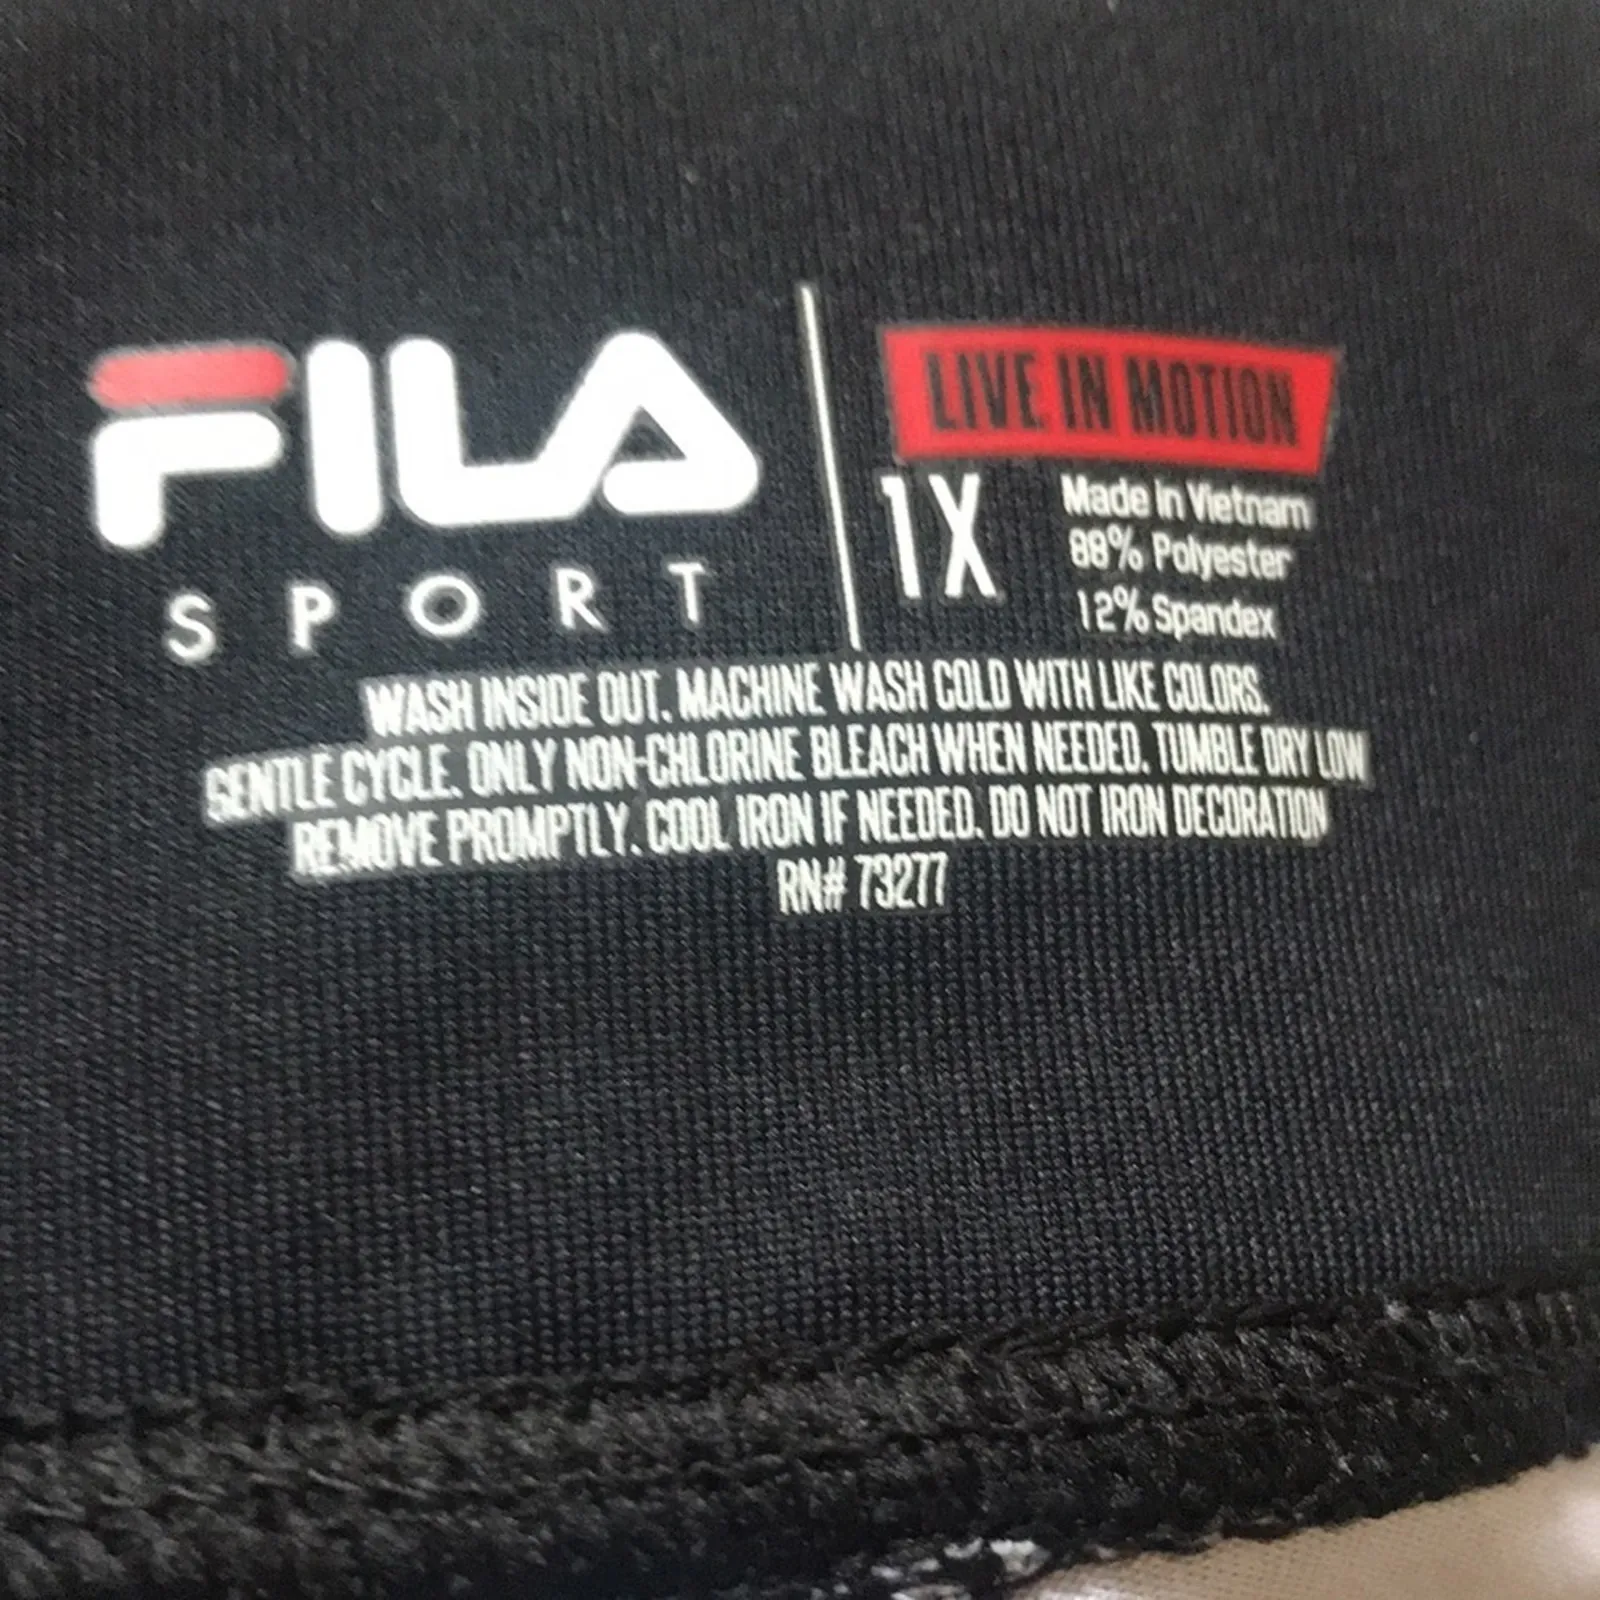 FILA
SPORT
LIVE IN MOTION
1X
Made in Vietnam
88% Polyester
12% Spandex
WASH INSIDE OUT. MACHINE WASH COLD WITH LIKE COLORS.
GENTLE CYCLE. ONLY NON-CHLORINE BLEACH WHEN NEEDED. TUMBLE DRY LOW
REMOVE PROMPTLY. COOL IRON IF NEEDED. DO NOT IRON DECORATION
RN# 73277